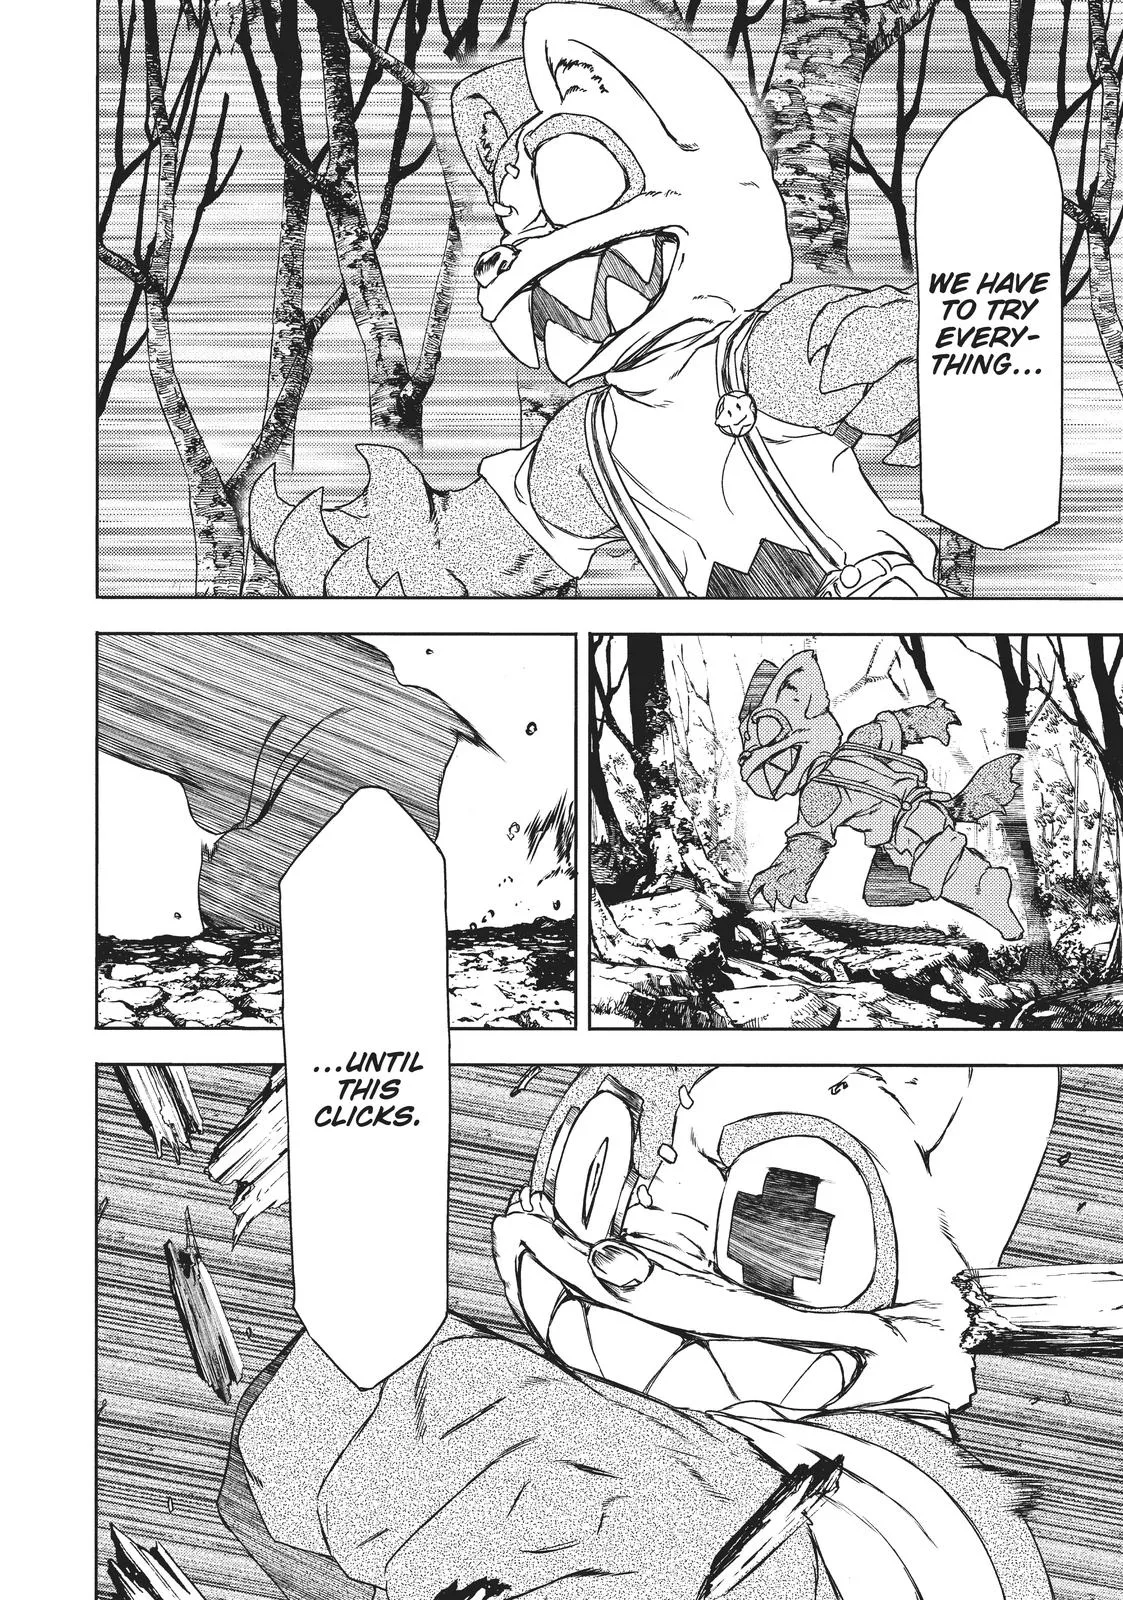 WE HAVE
TO TRY
EVERY-
THING...
...UNTIL
THIS
CLICKS.